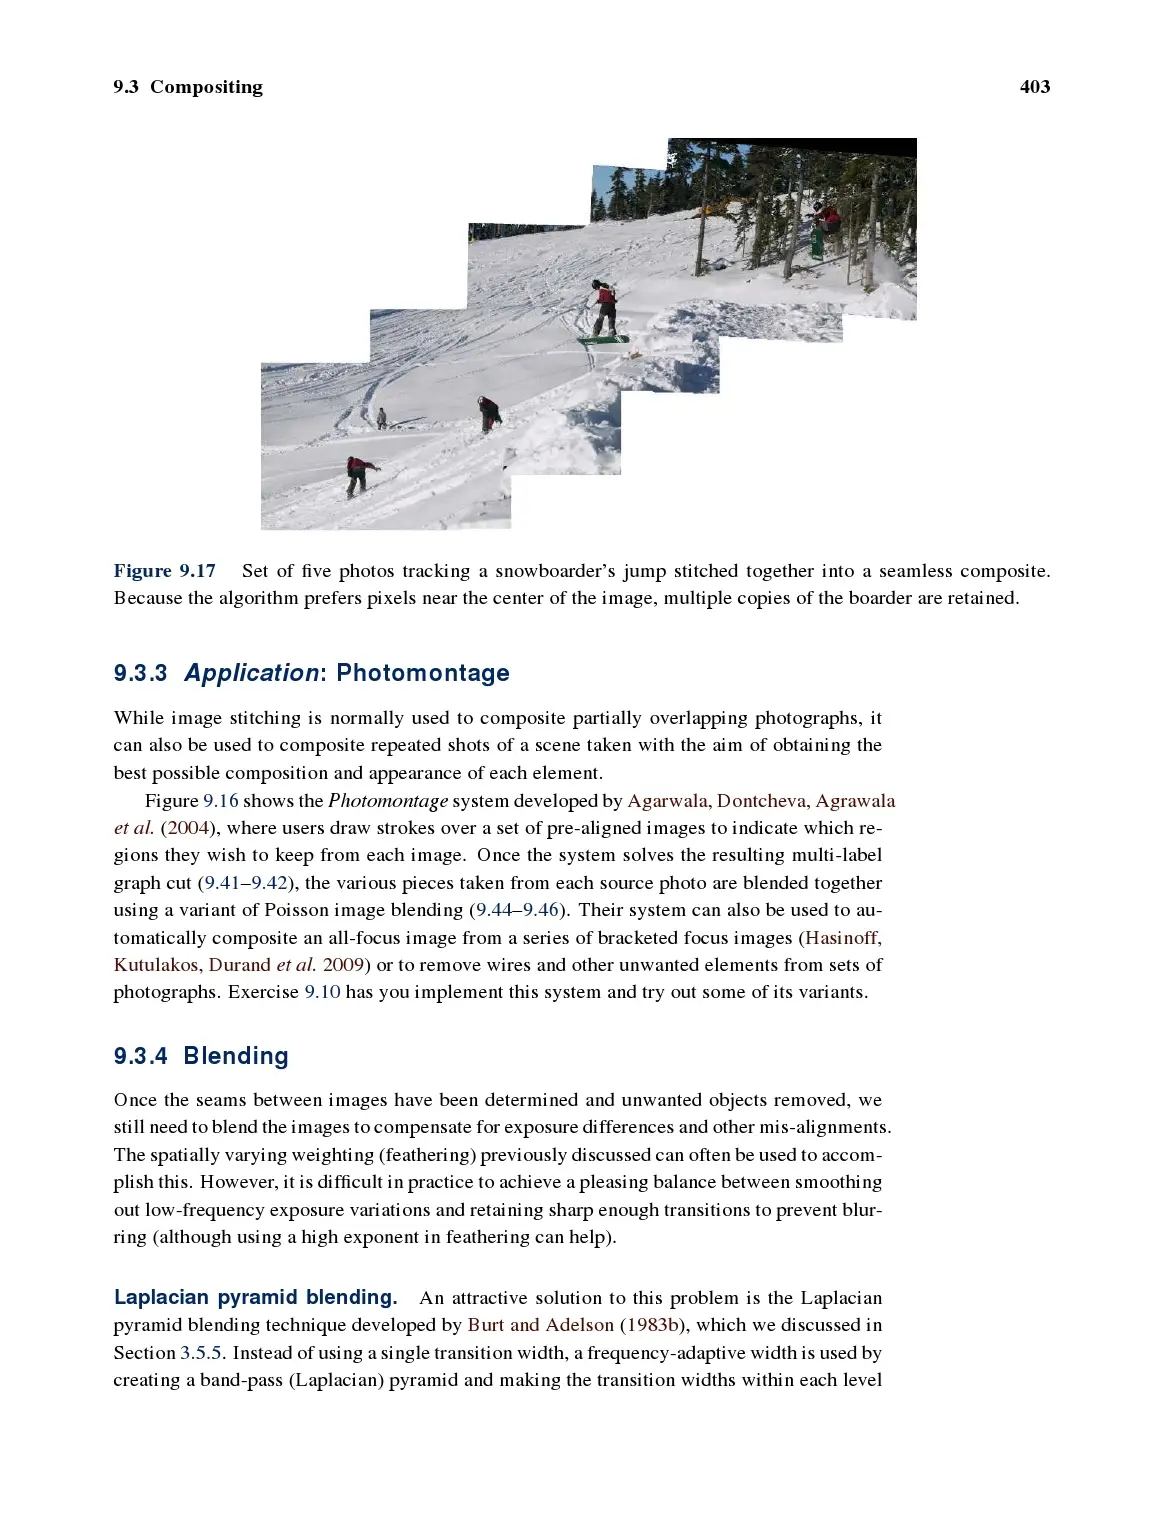 9.3 Compositing 403
Figure 9.17 Set of five photos tracking a snowboarder's jump stitched together into a seamless composite.
Because the algorithm prefers pixels near the center of the image, multiple copies of the boarder are retained.
9.3.3 Application: Photomontage
While image stitching is normally used to composite partially overlapping photographs, it
can also be used to composite repeated shots of a scene taken with the aim of obtaining the
best possible composition and appearance of each element.
Figure 9.16 shows the Photomontage system developed by Agarwala, Dontcheva, Agrawala
et al. (2004), where users draw strokes over a set of pre-aligned images to indicate which re-
gions they wish to keep from each image. Once the system solves the resulting multi-label
graph cut (9.41–9.42), the various pieces taken from each source photo are blended together
using a variant of Poisson image blending (9.44–9.46). Their system can also be used to au-
tomatically composite an all-focus image from a series of bracketed focus images (Hasinoff,
Kutulakos, Durand et al. 2009) or to remove wires and other unwanted elements from sets of
photographs. Exercise 9.10 has you implement this system and try out some of its variants.
9.3.4 Blending
Once the seams between images have been determined and unwanted objects removed, we
still need to blend the images to compensate for exposure differences and other mis-alignments.
The spatially varying weighting (feathering) previously discussed can often be used to accom-
plish this. However, it is difficult in practice to achieve a pleasing balance between smoothing
out low-frequency exposure variations and retaining sharp enough transitions to prevent blur-
ring (although using a high exponent in feathering can help).
Laplacian pyramid blending. An attractive solution to this problem is the Laplacian
pyramid blending technique developed by Burt and Adelson (1983b), which we discussed in
Section 3.5.5. Instead of using a single transition width, a frequency-adaptive width is used by
creating a band-pass (Laplacian) pyramid and making the transition widths within each level